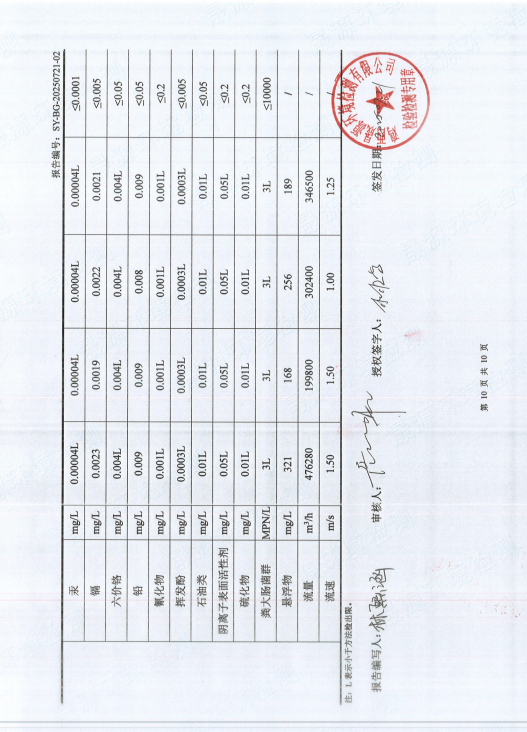 报告编号：SY-BG-20250721-02
汞 mg/L 0.00004L 0.00004L 0.00004L 0.00004L ≤0.0001
镉 mg/L 0.0023 0.0019 0.0022 0.0021 ≤0.005
六价铬 mg/L 0.004L 0.004L 0.004L 0.004L ≤0.05
铅 mg/L 0.009 0.009 0.008 0.009 ≤0.05
氰化物 mg/L 0.001L 0.001L 0.001L 0.001L ≤0.2
挥发酚 mg/L 0.0003L 0.0003L 0.0003L 0.0003L ≤0.005
石油类 mg/L 0.01L 0.01L 0.01L 0.01L ≤0.05
阴离子表面活性剂 mg/L 0.05L 0.05L 0.05L 0.05L ≤0.2
硫化物 mg/L 0.01L 0.01L 0.01L 0.01L ≤0.2
粪大肠菌群 MPN/L 3L 3L 3L 3L ≤10000
悬浮物 mg/L 321 168 256 189 /
流量 m³/h 476280 199800 302400 346500 /
流速 m/s 1.50 1.50 1.00 1.25 /
注：L 表示小于方法检出限。
报告编写人： 审核人： 授权签字人： 签发日期：
环境检测有限公司
检验检测专用章
第 10 页 共 10 页